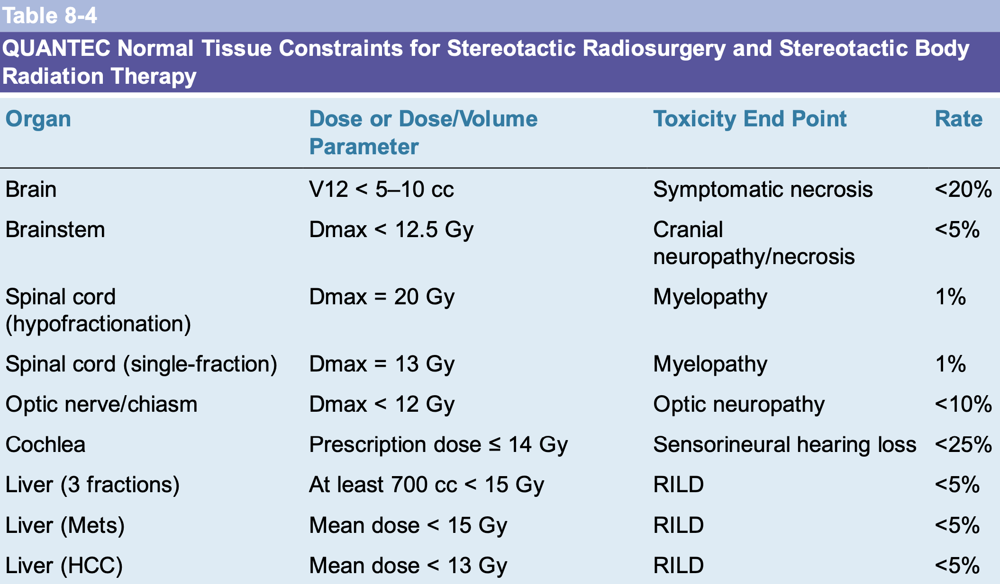 Table 8-4
QUANTEC Normal Tissue Constraints for Stereotactic Radiosurgery and Stereotactic Body
Radiation Therapy
Organ Dose or Dose/Volume Parameter Toxicity End Point Rate
Brain V12 < 5–10 cc Symptomatic necrosis <20%
Brainstem Dmax < 12.5 Gy Cranial neuropathy/necrosis <5%
Spinal cord (hypofractionation) Dmax = 20 Gy Myelopathy 1%
Spinal cord (single-fraction) Dmax = 13 Gy Myelopathy 1%
Optic nerve/chiasm Dmax < 12 Gy Optic neuropathy <10%
Cochlea Prescription dose ≤ 14 Gy Sensorineural hearing loss <25%
Liver (3 fractions) At least 700 cc < 15 Gy RILD <5%
Liver (Mets) Mean dose < 15 Gy RILD <5%
Liver (HCC) Mean dose < 13 Gy RILD <5%